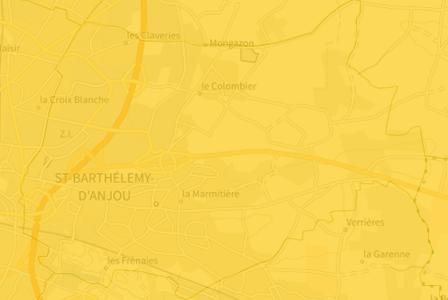 les Claveries
Mongazon
laisir
le Colombier
la Croix Blanche
Z.I.
ST-BARTHÉLEMY-
D'ANJOU
la Marmitière
Verrières
la Garenne
les Frênaies